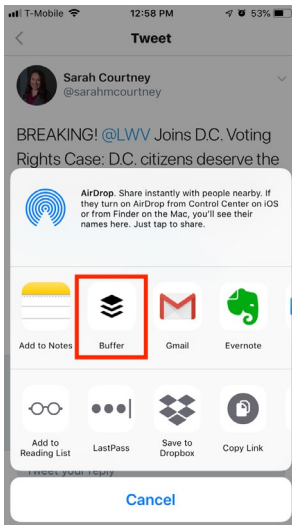 T-Mobile 12:58 PM 53%
Tweet
Sarah Courtney
@sarahmcourtney
BREAKING! @LWV Joins D.C. Voting
Rights Case: D.C. citizens deserve the
AirDrop. Share instantly with people nearby. If
they turn on AirDrop from Control Center on iOS
or from Finder on the Mac, you'll see their
names here. Just tap to share.
Add to Notes Buffer Gmail Evernote
Add to Reading List LastPass Save to Dropbox Copy Link
Tweet your reply
Cancel